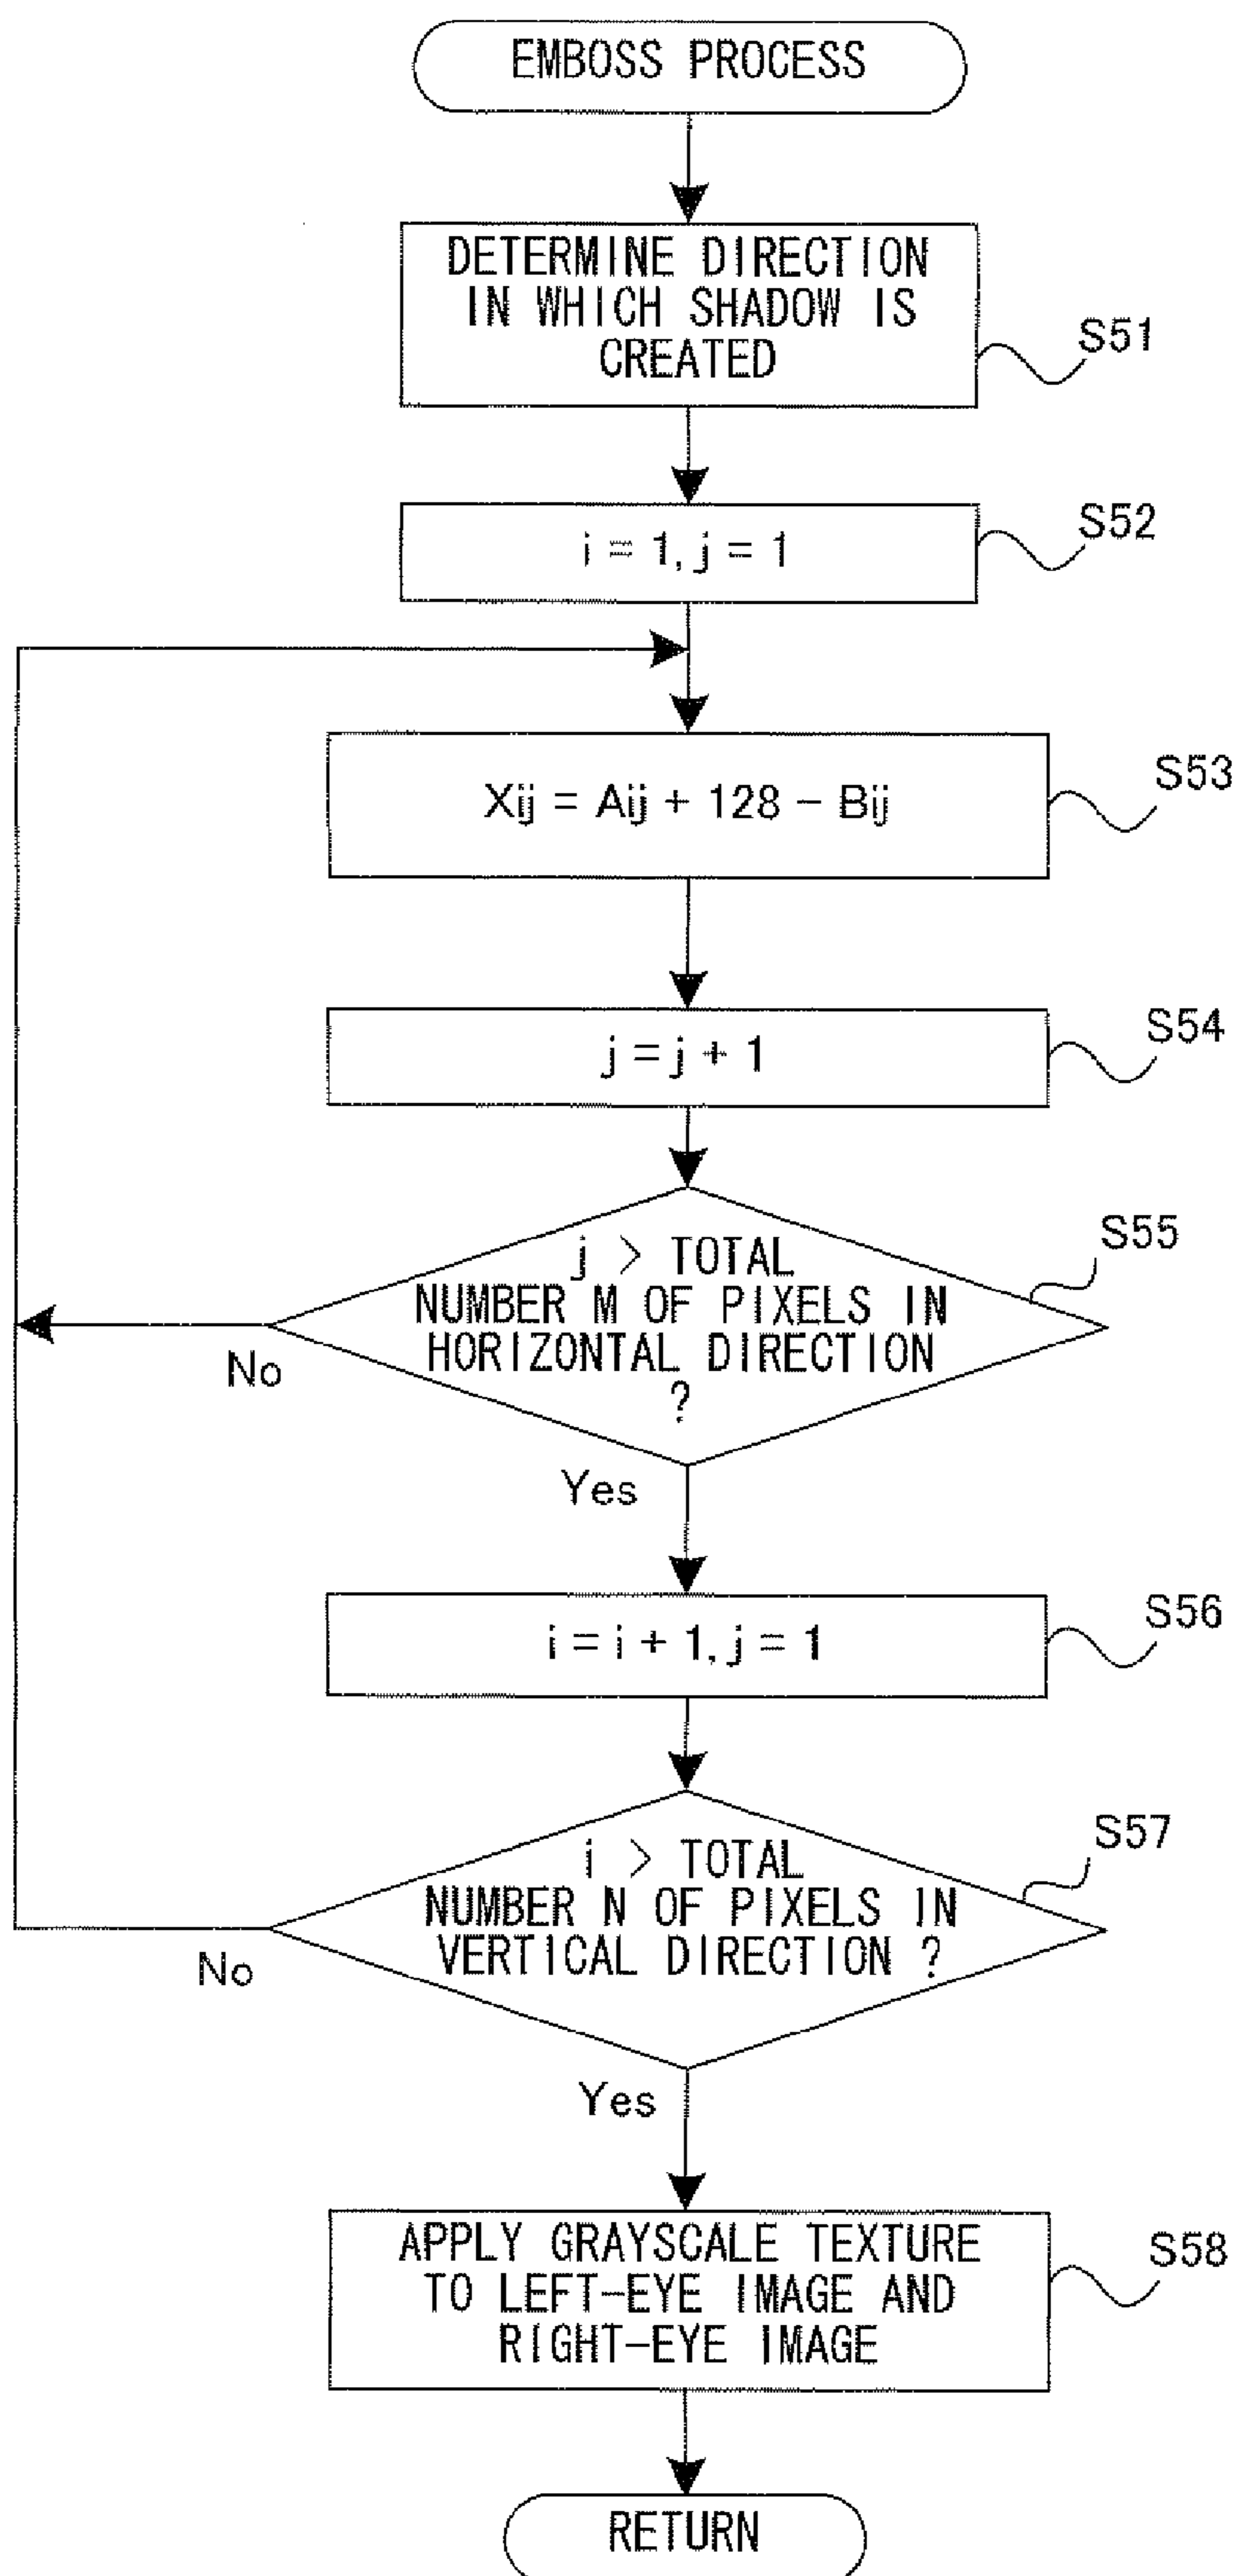 EMBOSS PROCESS
DETERMINE DIRECTION
IN WHICH SHADOW IS
CREATED
S51
i = 1, j = 1
S52
Xij = Aij + 128 - Bij
S53
j = j + 1
S54
j > TOTAL
NUMBER M OF PIXELS IN
HORIZONTAL DIRECTION
?
S55
No
Yes
i = i + 1, j = 1
S56
i > TOTAL
NUMBER N OF PIXELS IN
VERTICAL DIRECTION ?
S57
No
Yes
APPLY GRAYSCALE TEXTURE
TO LEFT-EYE IMAGE AND
RIGHT-EYE IMAGE
S58
RETURN